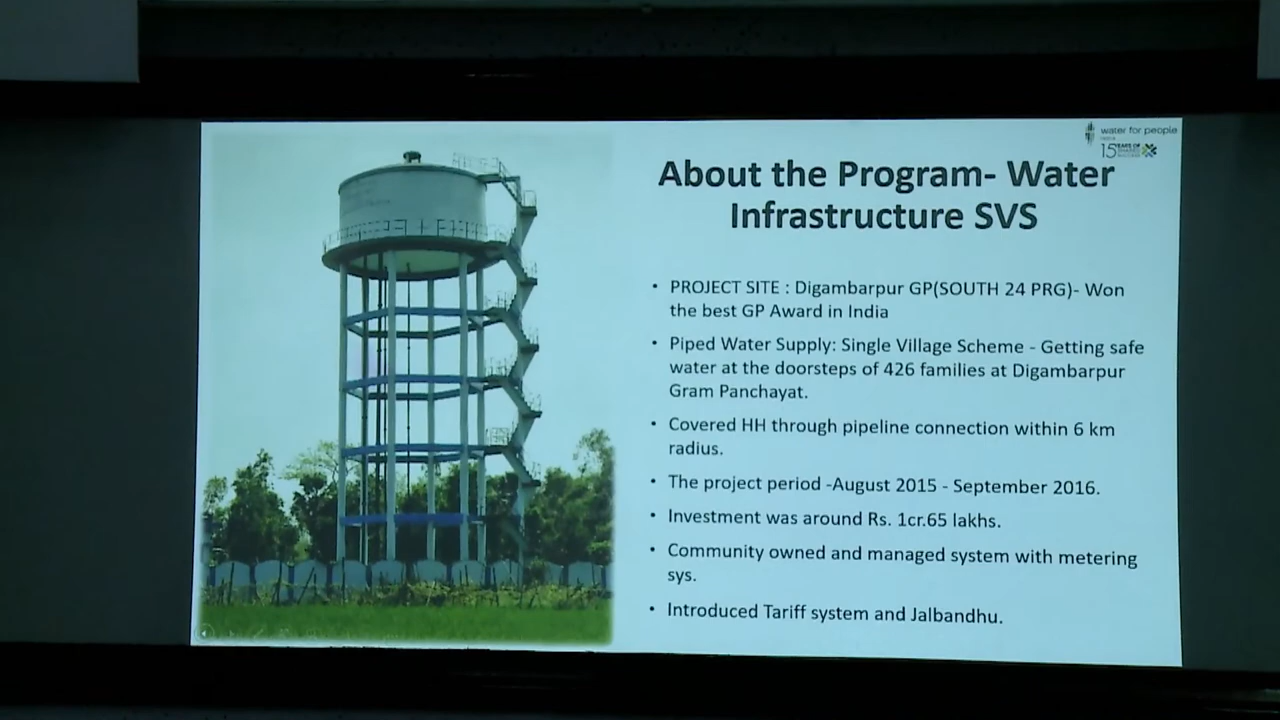 water for people
INDIA
15 YEARS OF
About the Program- Water
Infrastructure SVS
• PROJECT SITE : Digambarpur GP(SOUTH 24 PRG)- Won
the best GP Award in India
• Piped Water Supply: Single Village Scheme - Getting safe
water at the doorsteps of 426 families at Digambarpur
Gram Panchayat.
• Covered HH through pipeline connection within 6 km
radius.
• The project period -August 2015 - September 2016.
• Investment was around Rs. 1cr.65 lakhs.
• Community owned and managed system with metering
sys.
• Introduced Tariff system and Jalbandhu.